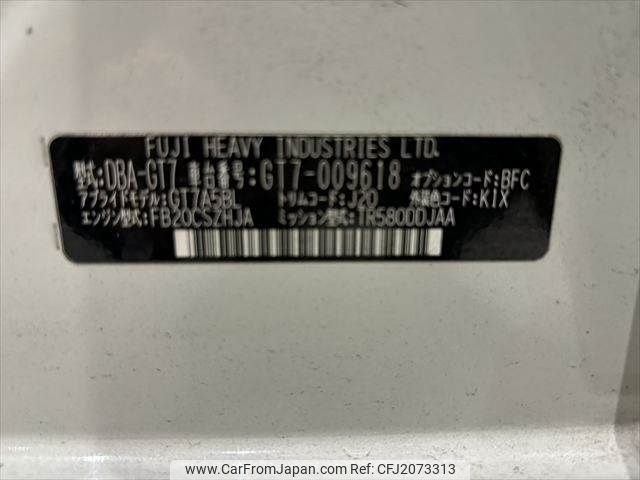 FUJI HEAVY INDUSTRIES LTD.
型式:DBA-GT7 車台番号:GT7-009618 オプションコード:BFC
アプライドモデル:GT7A5BL トリムコード:J20 外装色コード:K1X
エンジン型式:FB20CSZHJA ミッション型式:TR580DDJAA
www.CarFromJapan.com - Car ID: CFJ2073313